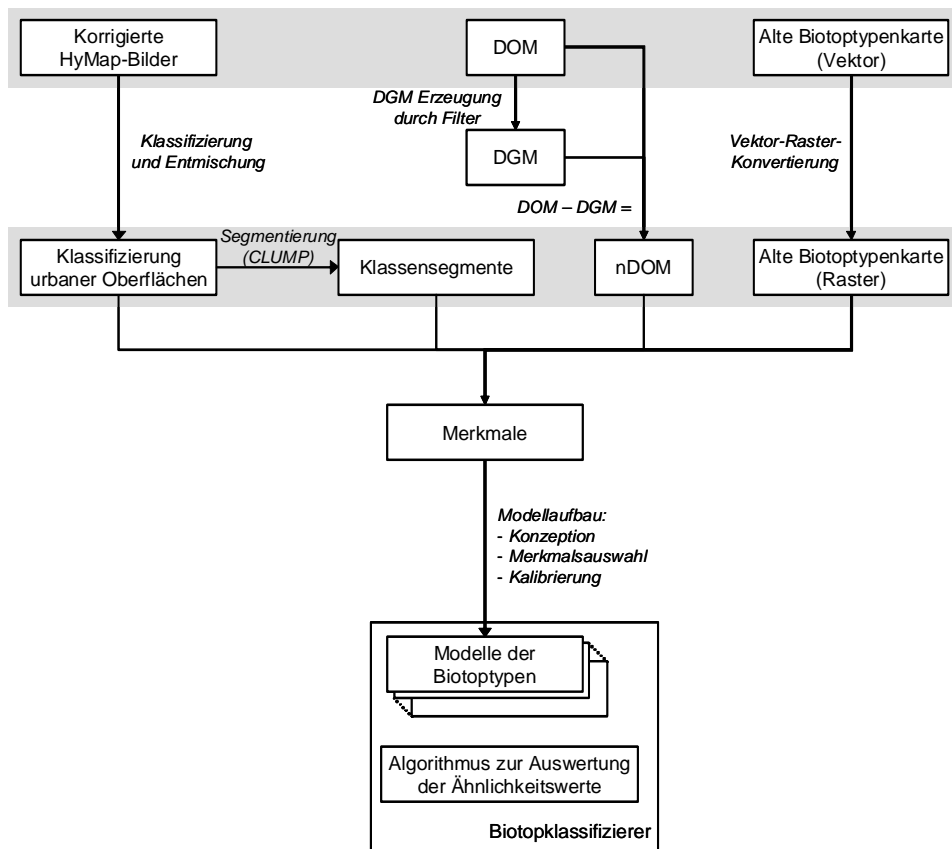 Korrigierte
HyMap-Bilder
DOM
Alte Biotoptypenkarte
(Vektor)
DGM Erzeugung
durch Filter
Klassifizierung
und Entmischung
DGM
Vektor-Raster-
Konvertierung
DOM – DGM =
Segmentierung
(CLUMP)
Klassifizierung
urbaner Oberflächen
Klassensegmente
nDOM
Alte Biotoptypenkarte
(Raster)
Merkmale
Modellaufbau:
- Konzeption
- Merkmalsauswahl
- Kalibrierung
Modelle der
Biotoptypen
Algorithmus zur Auswertung
der Ähnlichkeitswerte
Biotopklassifizierer